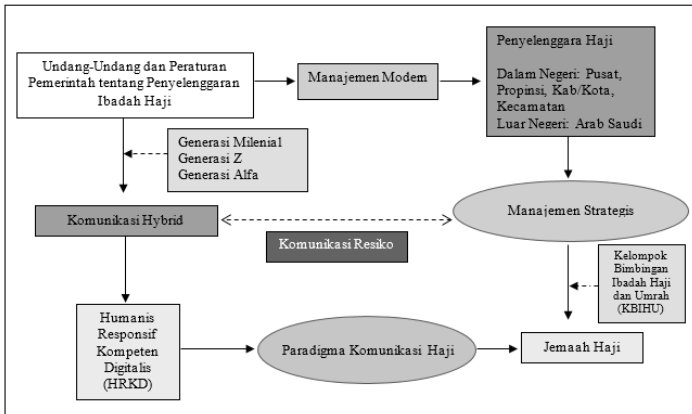 Undang-Undang dan Peraturan
Pemerintah tentang Penyelenggaran
Ibadah Haji
Manajemen Modern
Penyelenggara Haji
Dalam Negeri: Pusat,
Propinsi, Kab/Kota,
Kecamatan
Luar Negeri: Arab Saudi
Generasi Milenial
Generasi Z
Generasi Alfa
Komunikasi Hybrid
Komunikasi Resiko
Manajemen Strategis
Kelompok
Bimbingan
Ibadah Haji
dan Umrah
(KBIHU)
Humanis
Responsif
Kompeten
Digitalis
(HRKD)
Paradigma Komunikasi Haji
Jemaah Haji